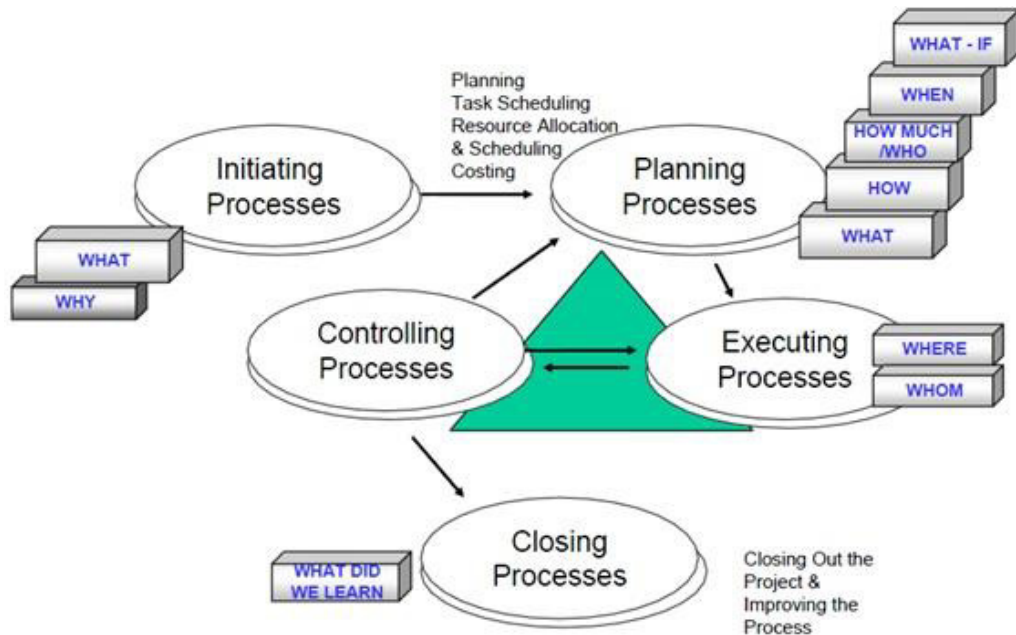 WHAT - IF
WHEN
HOW MUCH
/WHO
HOW
WHAT
Planning
Task Scheduling
Resource Allocation
& Scheduling
Costing
Initiating
Processes
Planning
Processes
WHAT
WHY
Controlling
Processes
Executing
Processes
WHERE
WHOM
Closing
Processes
WHAT DID
WE LEARN
Closing Out the
Project &
Improving the
Process